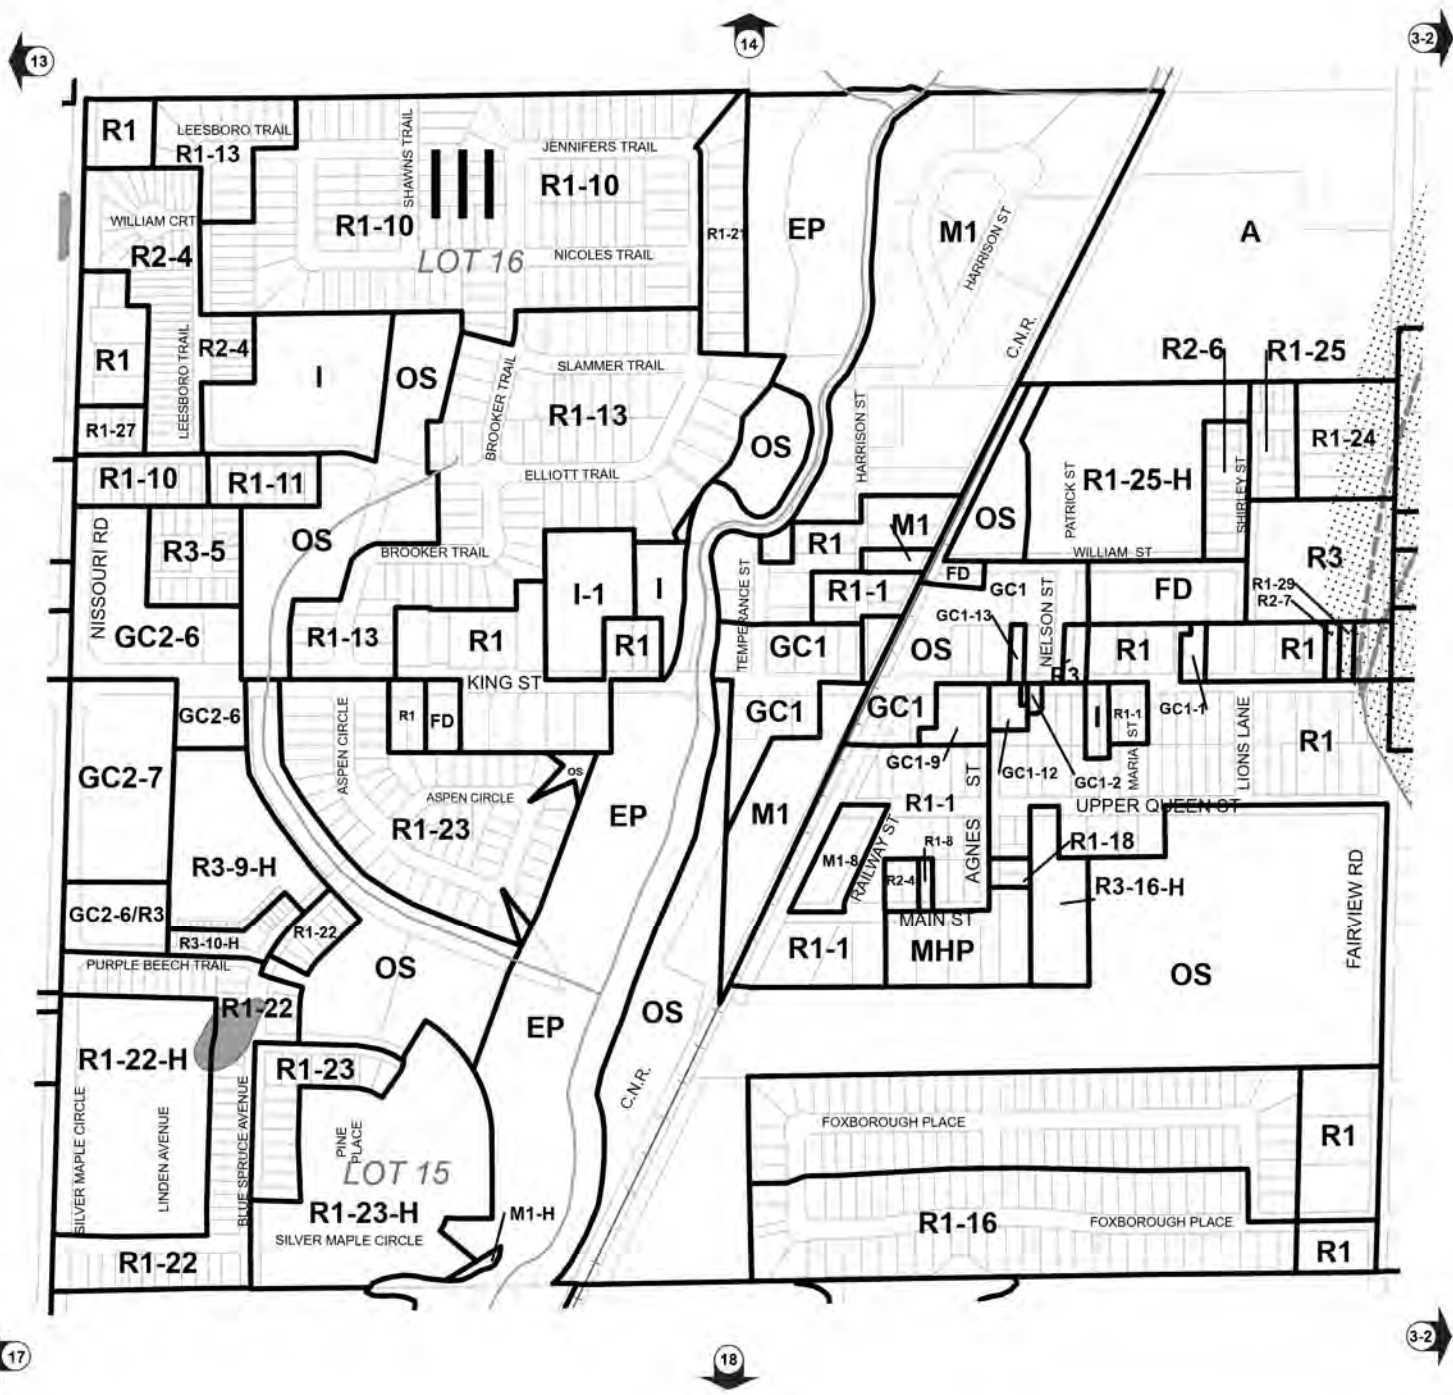 14
3-2
13
R1
LEESBORO TRAIL
R1-13
SHAWNS TRAIL
JENNIFERS TRAIL
R1-10
R1-10
WILLIAM CRT
R2-4
LOT 16
NICOLES TRAIL
R1-21
EP
M1
HARRISON ST
A
C.N.R.
R1
LEESBORO TRAIL
R2-4
I
OS
BROOKER TRAIL
SLAMMER TRAIL
R1-13
ELLIOTT TRAIL
OS
HARRISON ST
R2-6
R1-25
R1-24
R1-27
R1-10
R1-11
R1-25-H
PATRICK ST
SHIRLEY ST
NISSOURI RD
R3-5
OS
BROOKER TRAIL
M1
R1
OS
WILLIAM ST
R3
GC2-6
R1-13
R1
I-1
I
R1
TEMPERANCE ST
R1-1
FD
GC1
NELSON ST
FD
R1-29
R2-7
GC1-13
GC1
OS
R3
R1
R1
KING ST
GC2-6
R1
FD
GC1
GC1
I
R1-1
MARIA ST
GC1-1
LIONS LANE
R1
GC2-7
ASPEN CIRCLE
ASPEN CIRCLE
R1-23
OS
EP
M1
GC1-9
GC1-12
GC1-2
R1-1
AGNES ST
UPPER QUEEN ST
R3-9-H
M1-8
RAILWAY ST
R1-8
R2-4
R1-18
R3-16-H
FAIRVIEW RD
GC2-6/R3
R3-10-H
R1-22
MAIN ST
R1-1
MHP
PURPLE BEECH TRAIL
OS
OS
R1-22
EP
OS
R1-22-H
R1-23
C.N.R.
SILVER MAPLE CIRCLE
LINDEN AVENUE
BLUE SPRUCE AVENUE
PINE
PLACE
LOT 15
FOXBOROUGH PLACE
R1
R1-23-H
M1-H
SILVER MAPLE CIRCLE
R1-16
FOXBOROUGH PLACE
R1-22
R1
17
18
3-2